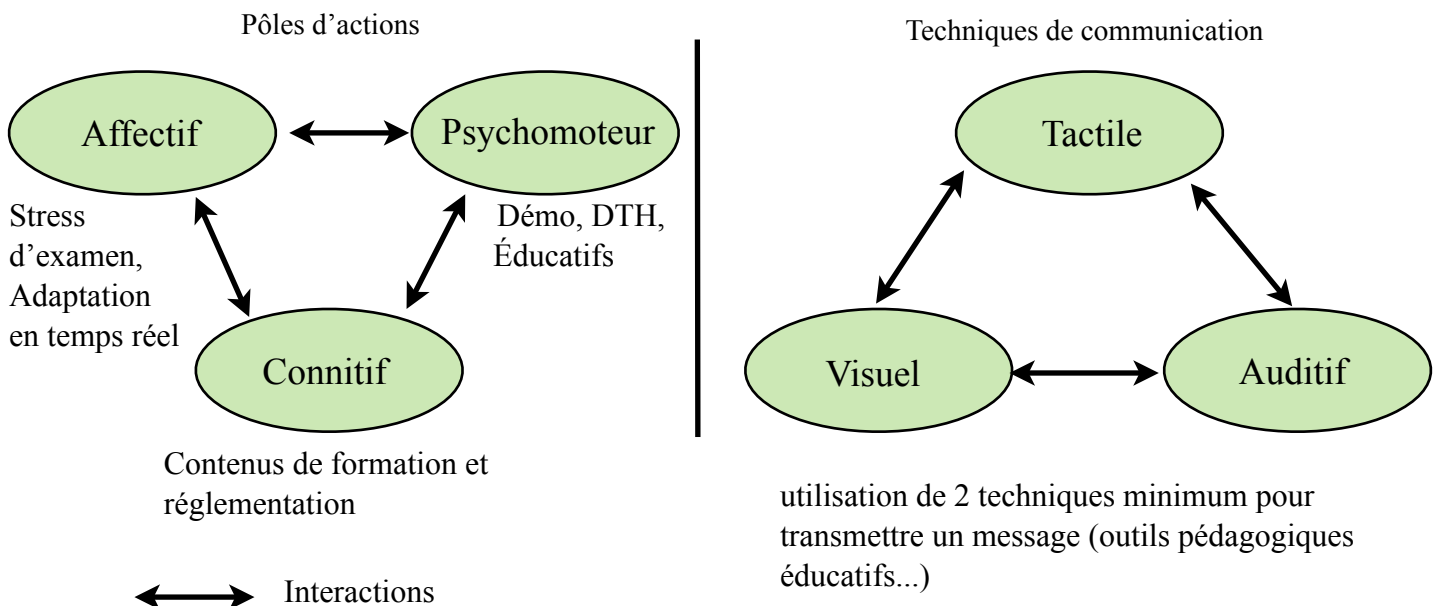 Pôles d’actions
Affectif
Psychomoteur
Stress
d’examen,
Adaptation
en temps réel
Démo, DTH,
Éducatifs
Connitif
Contenus de formation et
réglementation
Interactions
Techniques de communication
Tactile
Visuel
Auditif
utilisation de 2 techniques minimum pour
transmettre un message (outils pédagogiques
éducatifs...)